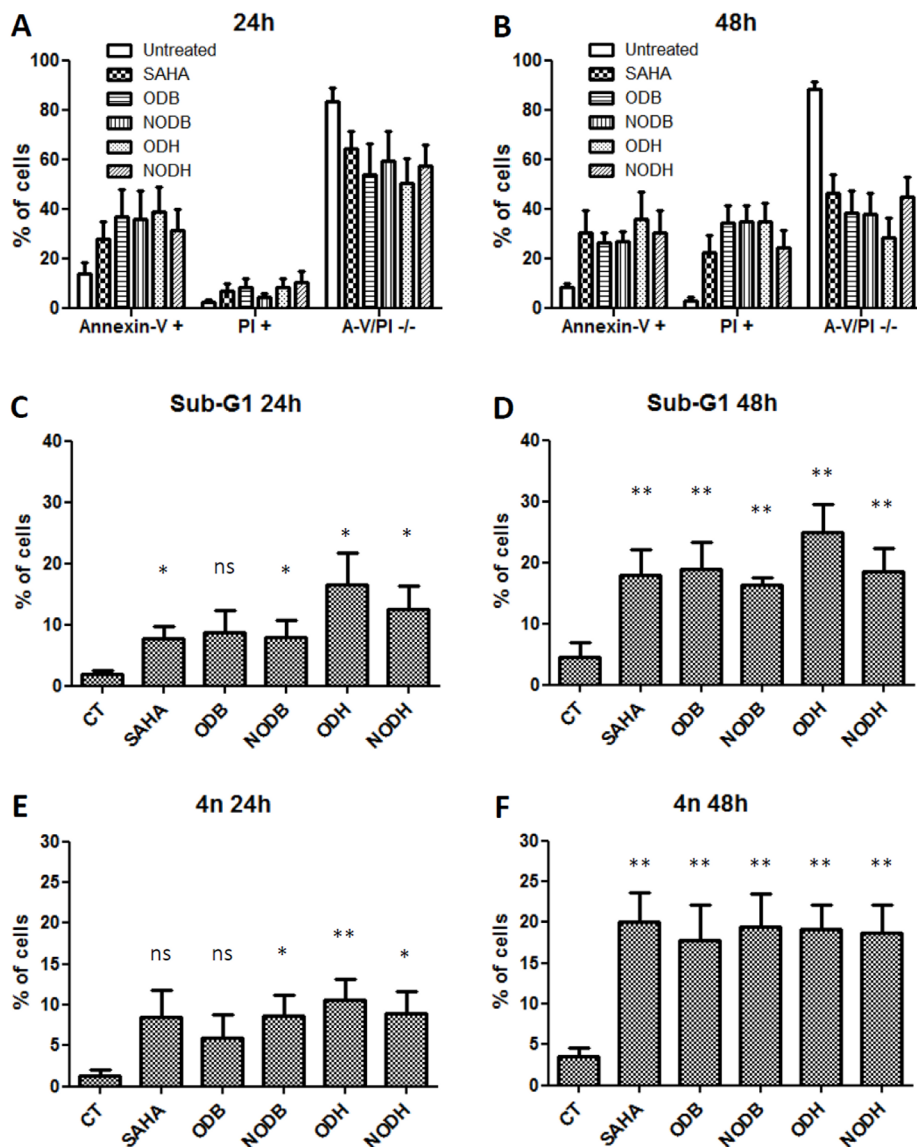 A
24h
Untreated
SAHA
ODB
NODB
ODH
NODH
% of cells
100
80
60
40
20
0
Annexin-V + PI + A-V/PI -/-
B
48h
Untreated
SAHA
ODB
NODB
ODH
NODH
% of cells
100
80
60
40
20
0
Annexin-V + PI + A-V/PI -/-
C
Sub-G1 24h
% of cells
40
30
20
10
0
* ns * * *
CT SAHA ODB NODB ODH NODH
D
Sub-G1 48h
% of cells
40
30
20
10
0
** ** ** ** **
CT SAHA ODB NODB ODH NODH
E
4n 24h
% of cells
30
25
20
15
10
5
0
ns ns * ** *
CT SAHA ODB NODB ODH NODH
F
4n 48h
% of cells
30
25
20
15
10
5
0
** ** ** ** **
CT SAHA ODB NODB ODH NODH